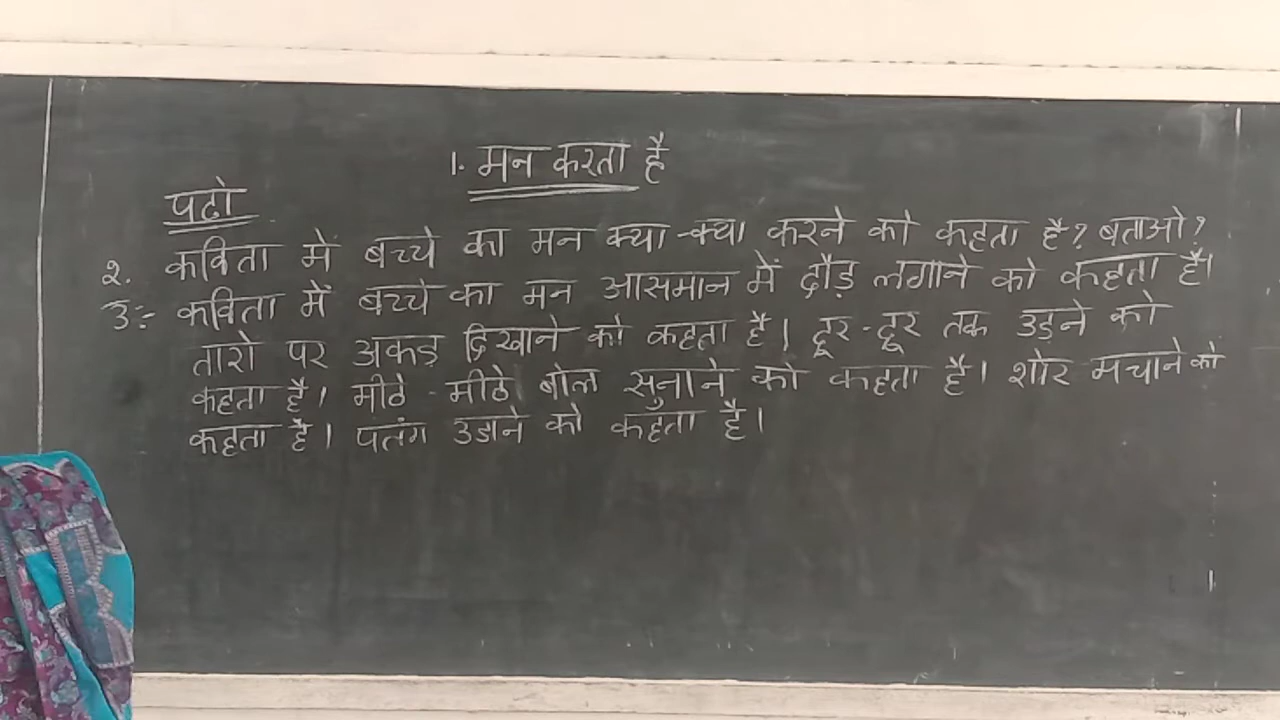 1. मन करता है
पढो
2. कविता में बच्चे का मन क्या-क्या करने को कहता है? बताओ?
उ:- कविता में बच्चे का मन आसमान में दौड़ लगाने को कहता है।
तारो पर अकड़ दिखाने को कहता है। दूर-दूर तक उड़ने को
कहता है। मीठे-मीठे बोल सुनाने को कहता है। शोर मचाने को
कहता है। पतंग उडाने को कहता है।